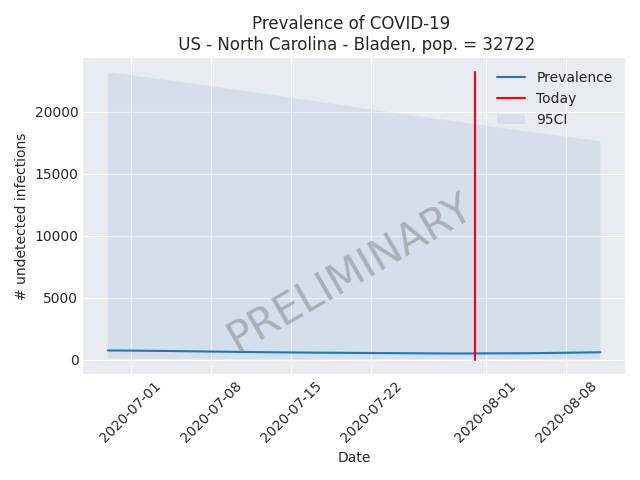 Prevalence of COVID-19
US - North Carolina - Bladen, pop. = 32722
Prevalence
Today
95CI
# undetected infections
20000
15000
10000
5000
0
PRELIMINARY
2020-07-01
2020-07-08
2020-07-15
2020-07-22
2020-08-01
2020-08-08
Date